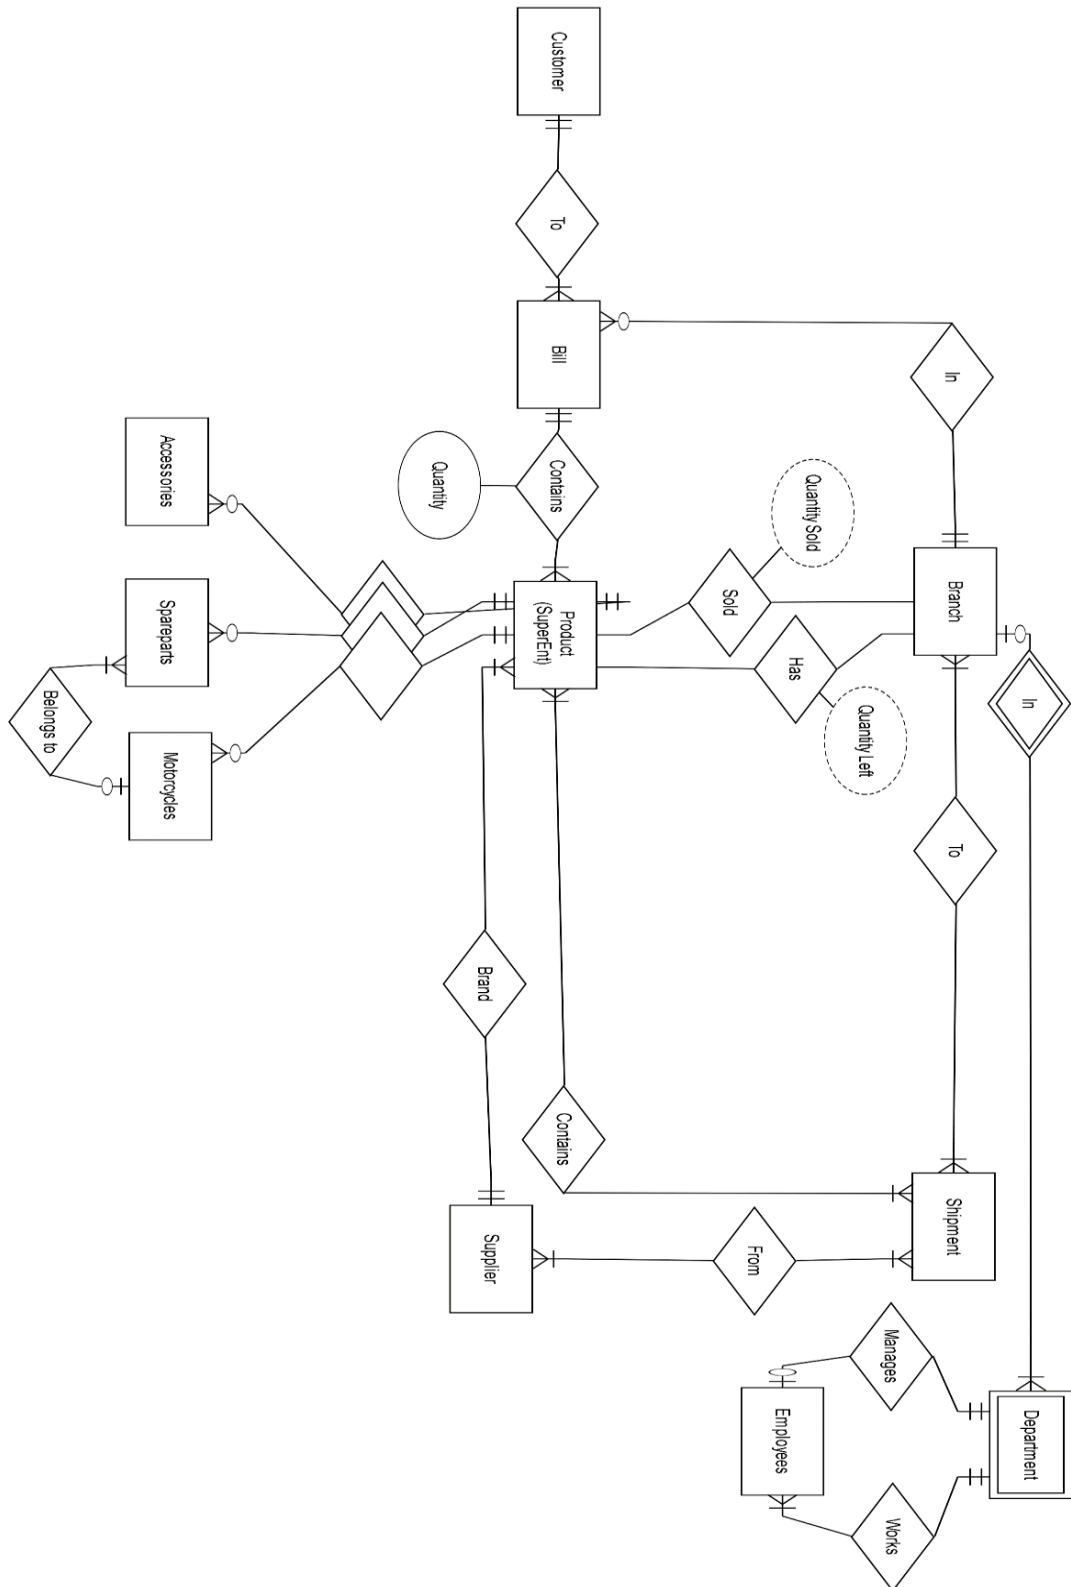 Customer
To
Bill
In
Branch
Contains
Quantity
Quantity Sold
Sold
Has
Quantity Left
In
Product
(SuperEnt)
Accessories
Spareparts
Motorcycles
Belongs to
To
Brand
Contains
Shipment
Supplier
From
Manages
Employees
Works
Department